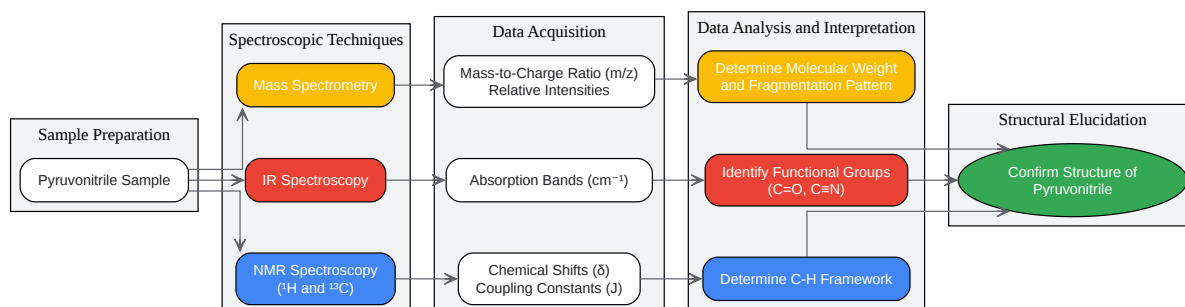 Sample Preparation
Pyruvonitrile Sample
Spectroscopic Techniques
Mass Spectrometry
IR Spectroscopy
NMR Spectroscopy
(¹H and ¹³C)
Data Acquisition
Mass-to-Charge Ratio (m/z)
Relative Intensities
Absorption Bands (cm⁻¹)
Chemical Shifts (δ)
Coupling Constants (J)
Data Analysis and Interpretation
Determine Molecular Weight
and Fragmentation Pattern
Identify Functional Groups
(C=O, C≡N)
Determine C-H Framework
Structural Elucidation
Confirm Structure of
Pyruvonitrile